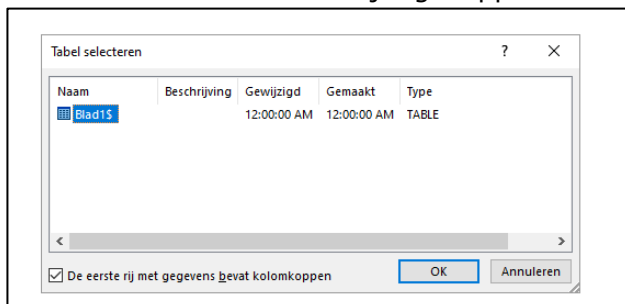 Tabel selecteren ? ×
Naam Beschrijving Gewijzigd Gemaakt Type
Blad1$ 12:00:00 AM 12:00:00 AM TABLE
De eerste rij met gegevens bevat kolomkoppen OK Annuleren